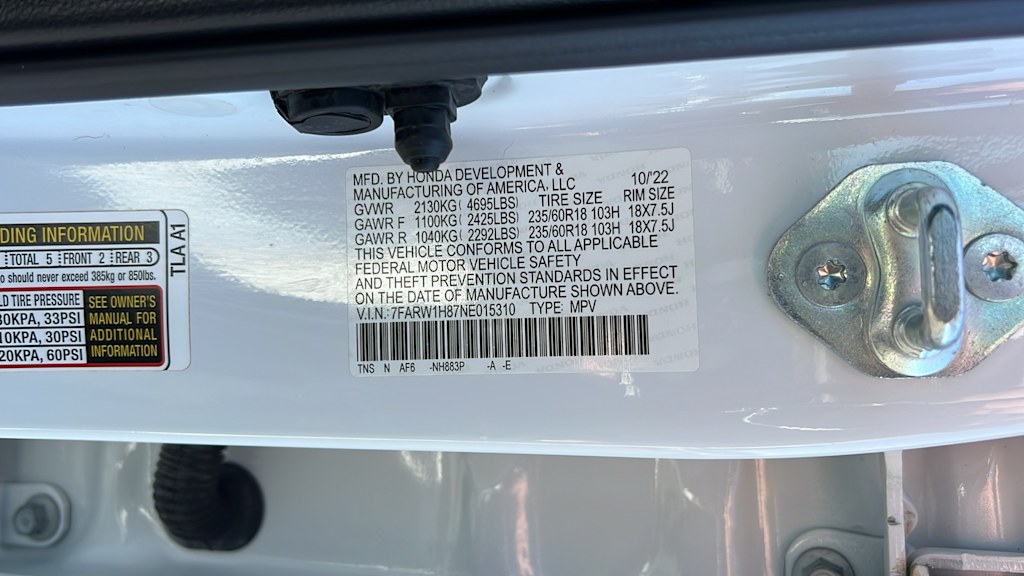 DING INFORMATION
TOTAL 5 FRONT 2 REAR 3
o should never exceed 385kg or 850lbs.
LD TIRE PRESSURE
30KPA, 33PSI
10KPA, 30PSI
20KPA, 60PSI
SEE OWNER'S
MANUAL FOR
ADDITIONAL
INFORMATION
TLA A1
MFD. BY HONDA DEVELOPMENT &
MANUFACTURING OF AMERICA, LLC 10/'22
GVWR 2130KG( 4695LBS) TIRE SIZE RIM SIZE
GAWR F 1100KG( 2425LBS) 235/60R18 103H 18X7.5J
GAWR R 1040KG( 2292LBS) 235/60R18 103H 18X7.5J
THIS VEHICLE CONFORMS TO ALL APPLICABLE
FEDERAL MOTOR VEHICLE SAFETY
AND THEFT PREVENTION STANDARDS IN EFFECT
ON THE DATE OF MANUFACTURE SHOWN ABOVE.
V.I.N.:7FARW1H87NE015310 TYPE: MPV
TNS N AF6 -NH883P -A -E